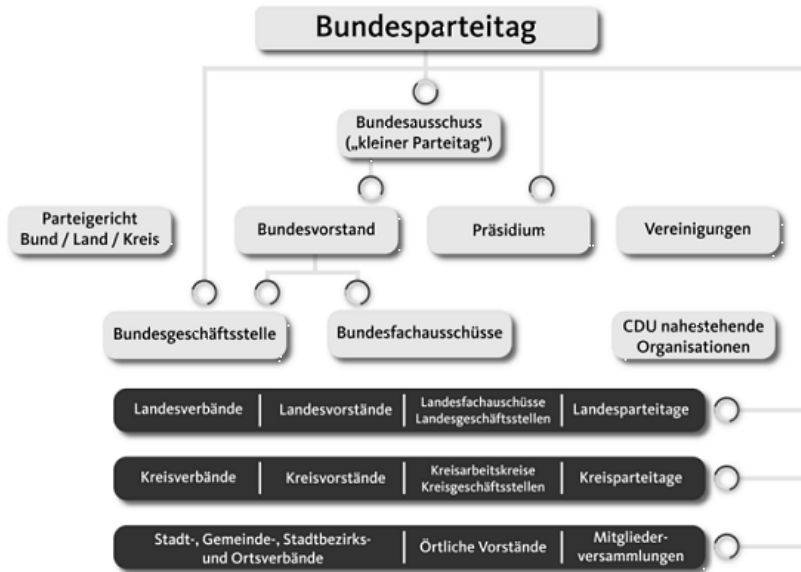 Bundesparteitag
Bundesausschuss
(„kleiner Parteitag“)
Parteigericht
Bund / Land / Kreis
Bundesvorstand
Präsidium
Vereinigungen
Bundesgeschäftsstelle
Bundesfachausschüsse
CDU nahestehende
Organisationen
Landesverbände
Landesvorstände
Landesfachauschüsse
Landesgeschäftsstellen
Landesparteitage
Kreisverbände
Kreisvorstände
Kreisarbeitskreise
Kreisgeschäftsstellen
Kreisparteitage
Stadt-, Gemeinde-, Stadtbezirks-
und Ortsverbände
Örtliche Vorstände
Mitglieder-
versammlungen